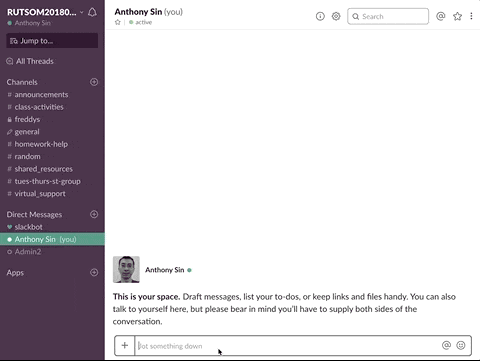 RUTSOM20180...
Anthony Sin
Jump to...
All Threads
Channels
# announcements
# class-activities
freddys
general
# homework-help
# random
# shared_resources
# tues-thurs-st-group
# virtual_support
Direct Messages
slackbot
Anthony Sin (you)
Admin2
Apps
Anthony Sin (you)
active
Search
Anthony Sin
This is your space. Draft messages, list your to-dos, or keep links and files handy. You can also
talk to yourself here, but please bear in mind you'll have to supply both sides of the
conversation.
Jot something down